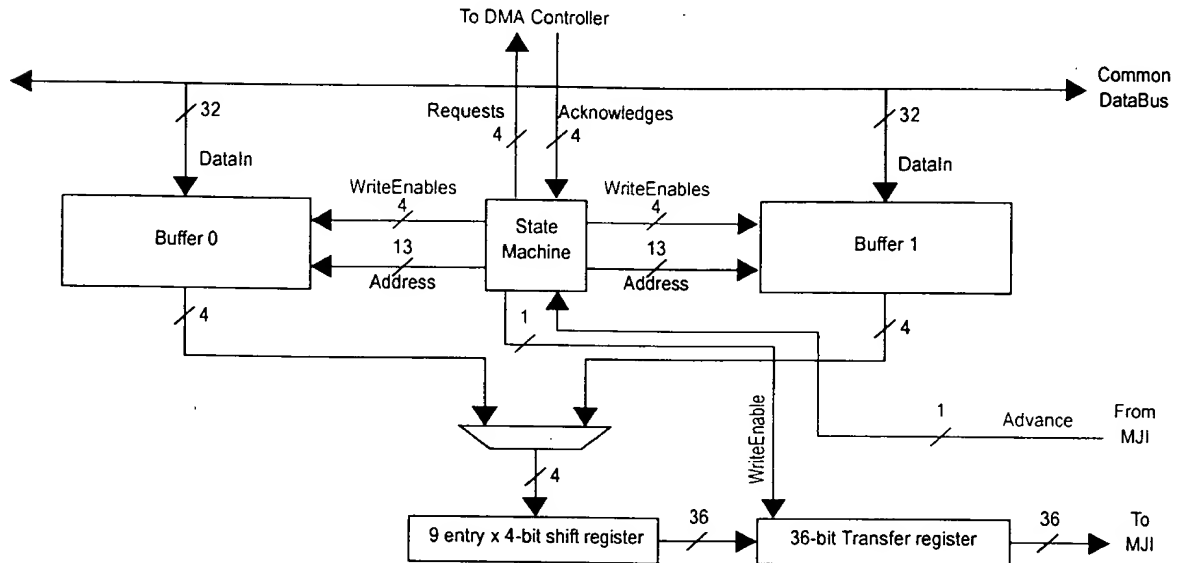 To DMA Controller
Common
DataBus
32
Requests
4
Acknowledges
4
32
DataIn
DataIn
WriteEnables
4
WriteEnables
4
State
Machine
Buffer 0
Buffer 1
13
Address
13
Address
4
1
4
1
Advance
From
MJI
WriteEnable
4
9 entry x 4-bit shift register
36
36-bit Transfer register
36
To
MJI